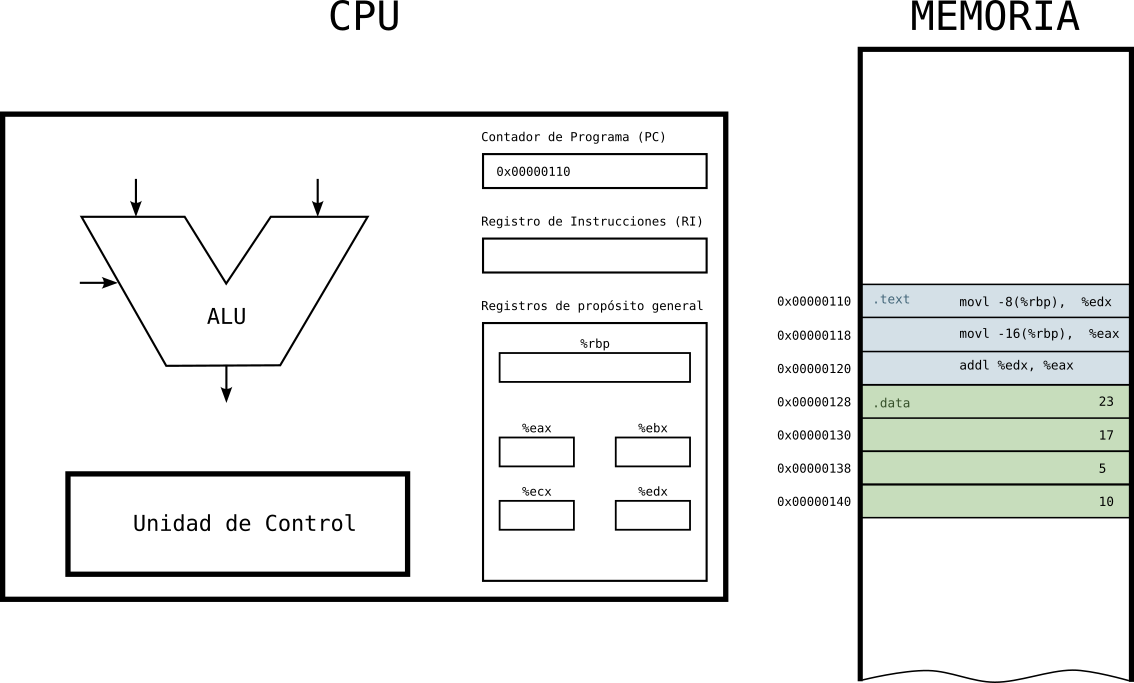 CPU
MEMORIA
Contador de Programa (PC)
0x00000110
Registro de Instrucciones (RI)
Registros de propósito general
%rbp
%eax %ebx
%ecx %edx
ALU
Unidad de Control
0x00000110 .text movl -8(%rbp), %edx
0x00000118 movl -16(%rbp), %eax
0x00000120 addl %edx, %eax
0x00000128 .data 23
0x00000130 17
0x00000138 5
0x00000140 10